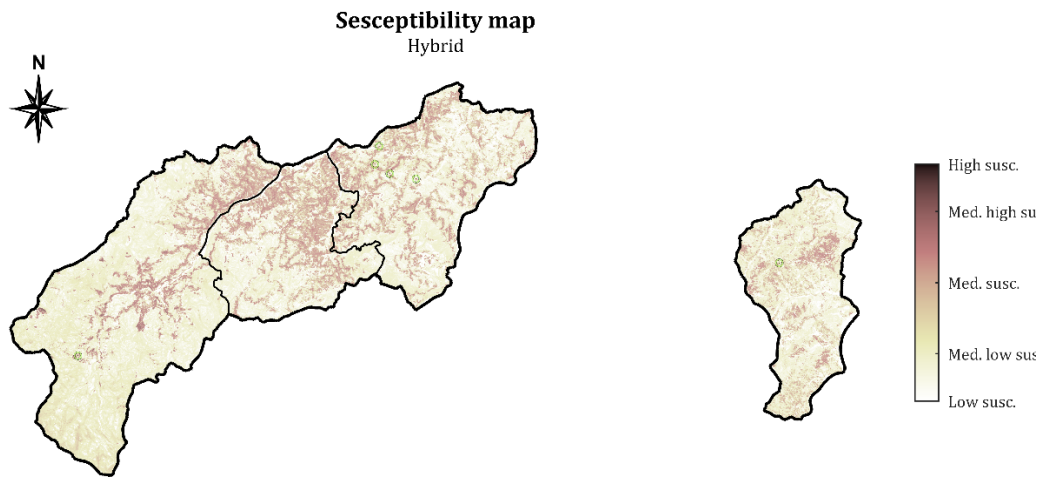 Sesceptibility map
Hybrid
N
High susc.
Med. high su
Med. susc.
Med. low sus
Low susc.